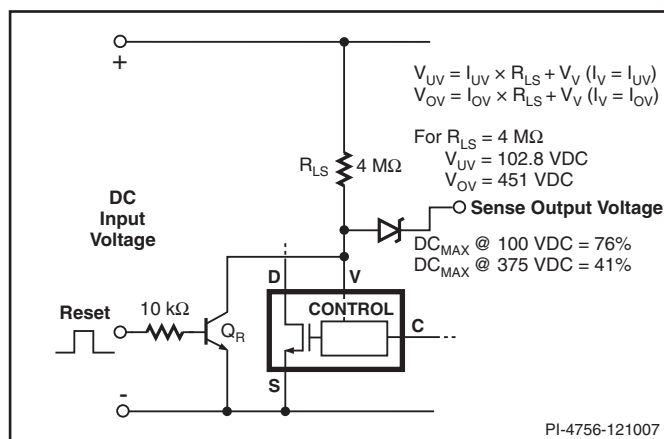 +
V_UV = I_UV × R_LS + V_V (I_V = I_UV)
V_OV = I_OV × R_LS + V_V (I_V = I_OV)
For R_LS = 4 MΩ
V_UV = 102.8 VDC
V_OV = 451 VDC
R_LS 4 MΩ
DC
Input
Voltage
Sense Output Voltage
DC_MAX @ 100 VDC = 76%
DC_MAX @ 375 VDC = 41%
D V
CONTROL
C
Reset
10 kΩ
Q_R
S
-
PI-4756-121007